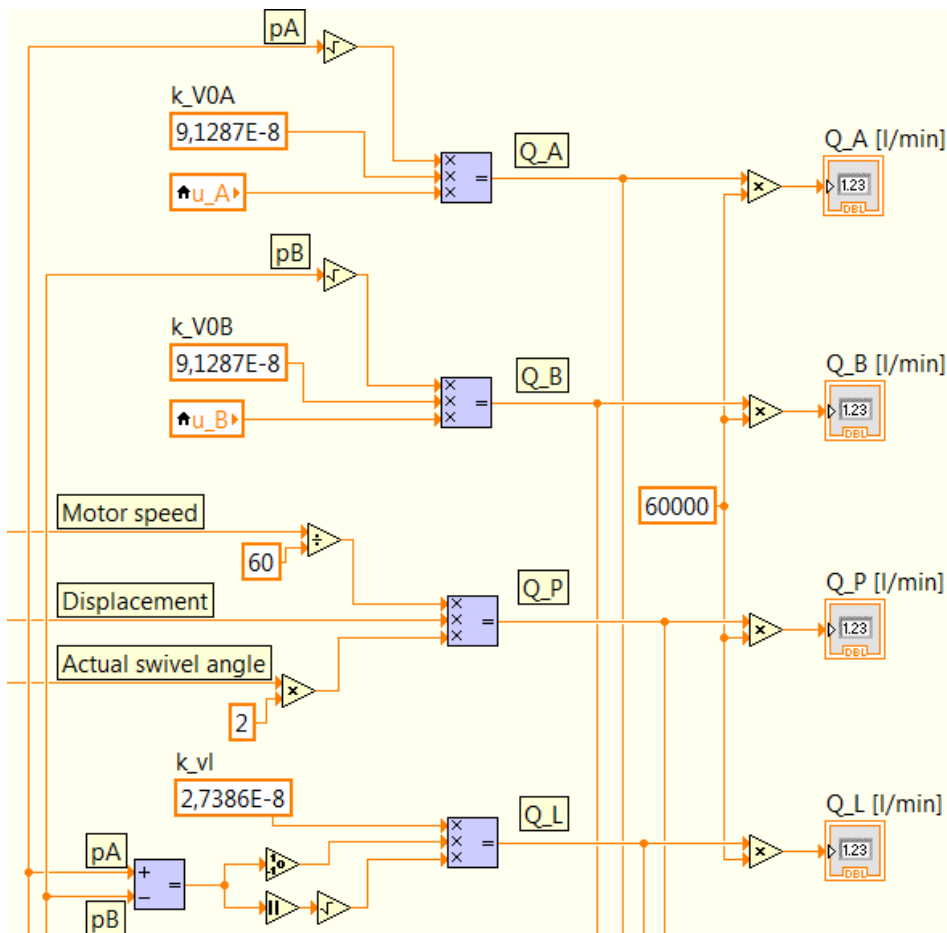 pA
k_V0A
9,1287E-8
u_A
Q_A
Q_A [l/min]
1.23
DBL
pB
k_V0B
9,1287E-8
u_B
Q_B
Q_B [l/min]
1.23
DBL
60000
Motor speed
60
Displacement
Q_P
Q_P [l/min]
1.23
DBL
Actual swivel angle
2
k_vl
2,7386E-8
Q_L
Q_L [l/min]
1.23
DBL
pA
pB